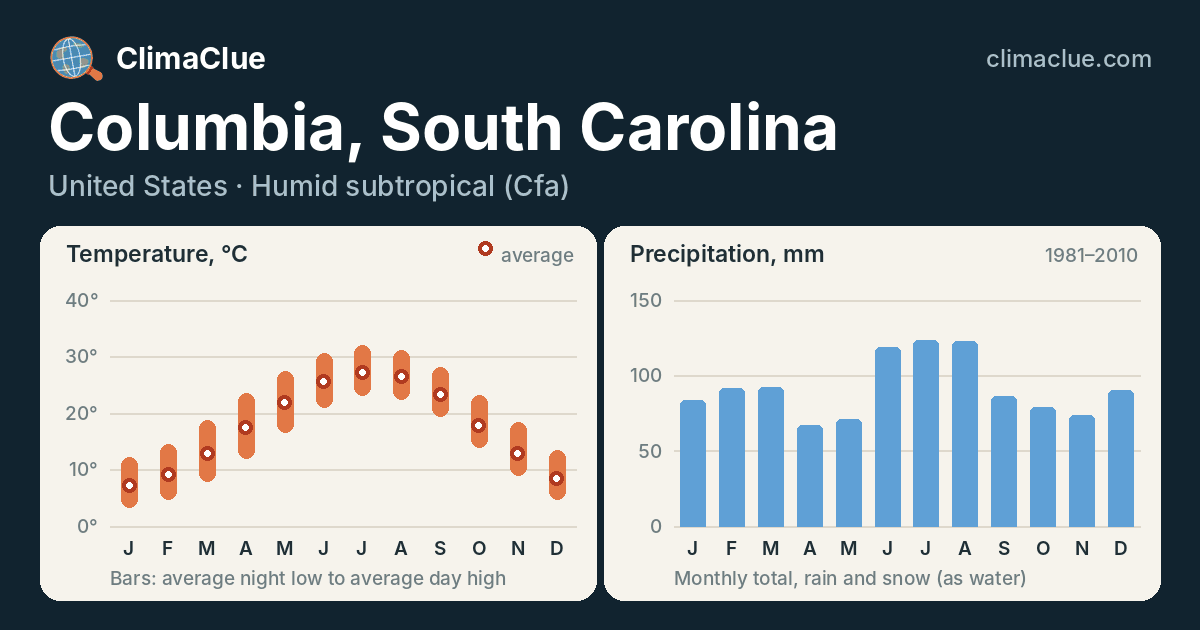 ClimaClue
climaclue.com
Columbia, South Carolina
United States · Humid subtropical (Cfa)
Temperature, °C
average
40°
30°
20°
10°
0°
J F M A M J J A S O N D
Bars: average night low to average day high
Precipitation, mm
1981–2010
150
100
50
0
J F M A M J J A S O N D
Monthly total, rain and snow (as water)